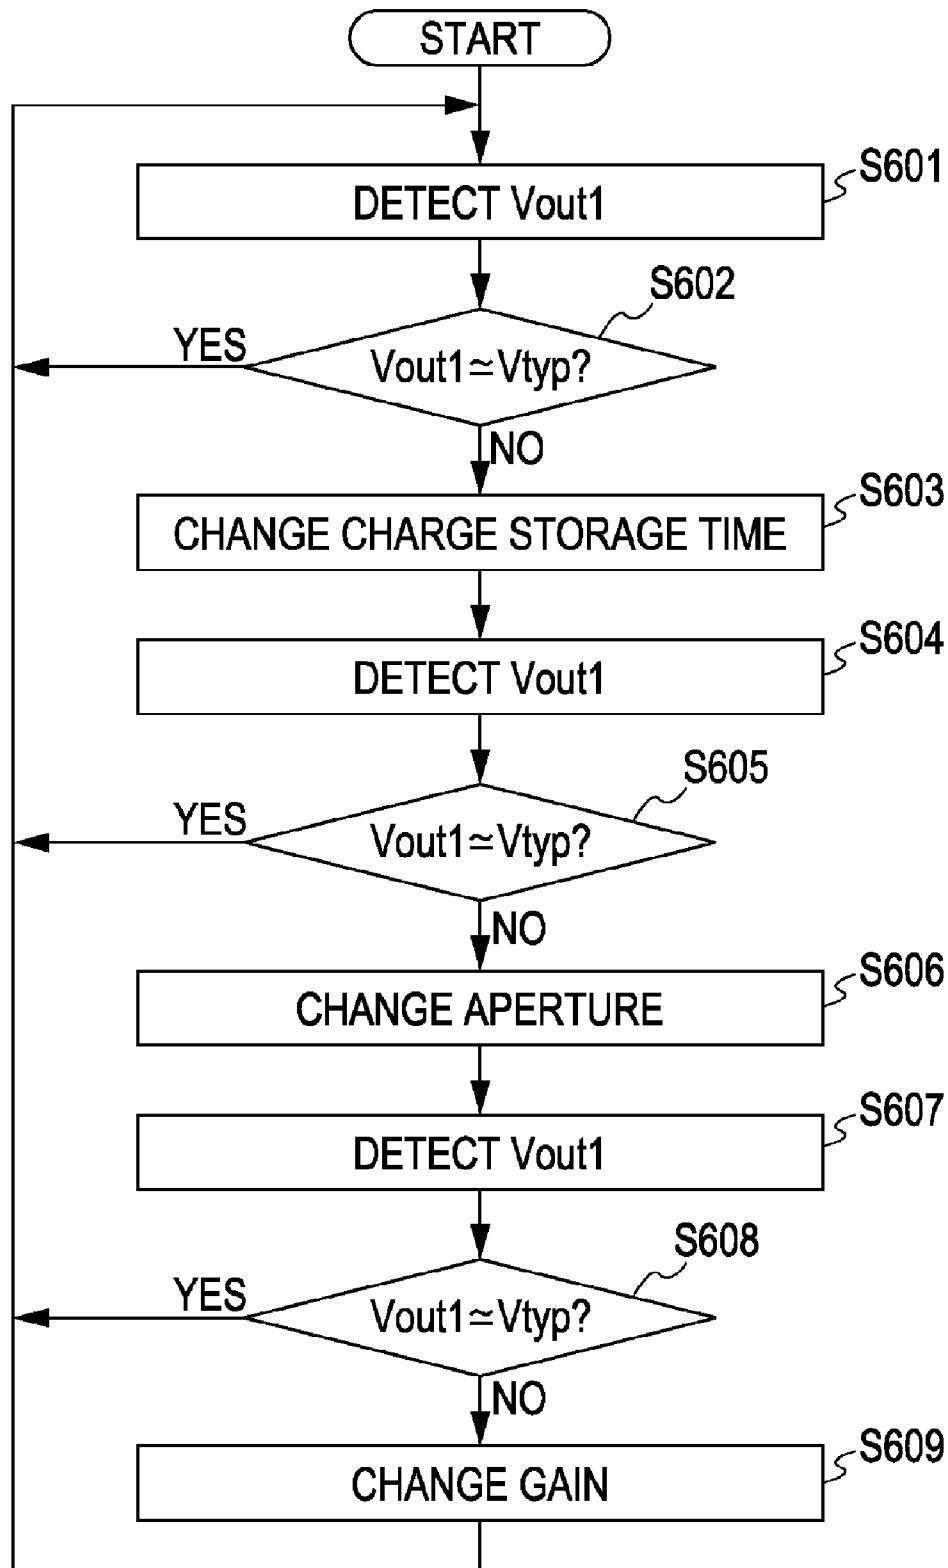 START
S601
DETECT Vout1
S602
YES
Vout1≃Vtyp?
NO
S603
CHANGE CHARGE STORAGE TIME
S604
DETECT Vout1
S605
YES
Vout1≃Vtyp?
NO
S606
CHANGE APERTURE
S607
DETECT Vout1
S608
YES
Vout1≃Vtyp?
NO
S609
CHANGE GAIN